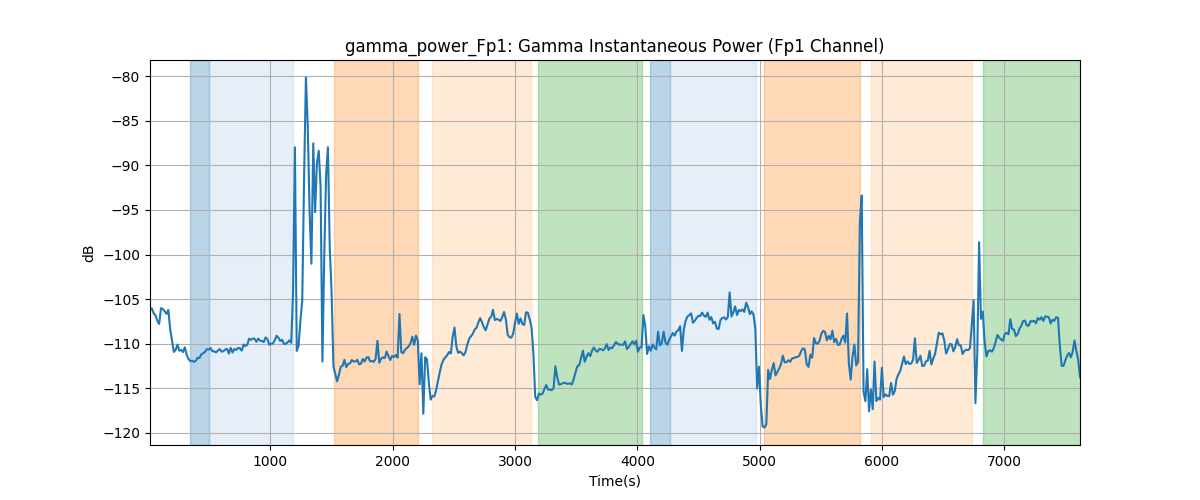 gamma_power_Fp1: Gamma Instantaneous Power (Fp1 Channel)
−80
−85
−90
−95
−100
−105
−110
−115
−120
dB
1000 2000 3000 4000 5000 6000 7000
Time(s)